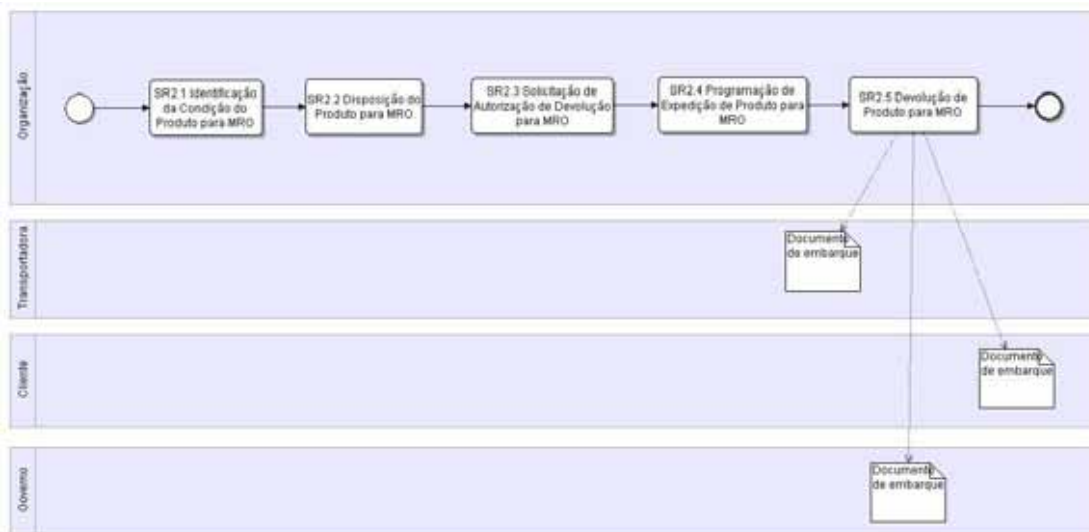 Organização
SR2.1 Identificação
da Condição do
Produto para MRO
SR2.2 Disposição do
Produto para MRO
SR2.3 Solicitação de
Autorização de Devolução
para MRO
SR2.4 Programação de
Expedição de Produto para
MRO
SR2.5 Devolução de
Produto para MRO
Transportadora
Documento
de embarque
Cliente
Documento
de embarque
Governo
Documento
de embarque